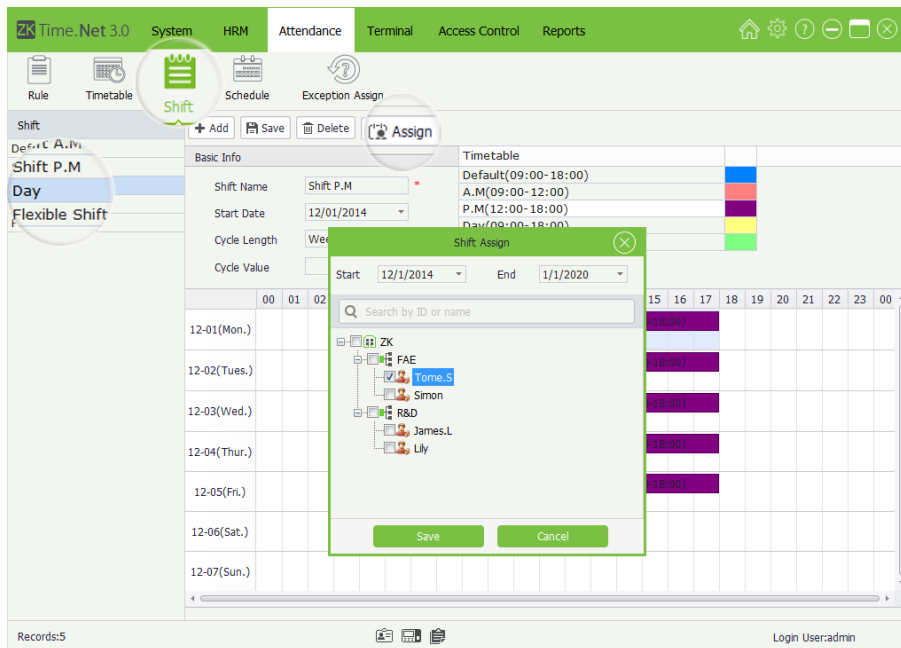 ZK Time.Net 3.0 System HRM Attendance Terminal Access Control Reports
Rule Timetable Shift Schedule Exception Assign
Shift
Add Save Delete Assign
Shift P.M
Day
Flexible Shift
Basic Info
Shift Name Shift P.M *
Start Date 12/01/2014
Cycle Length
Cycle Value
Timetable
Default(09:00-18:00)
A.M(09:00-12:00)
P.M(12:00-18:00)
Day(09:00-18:00)
Shift Assign
Start 12/1/2014 End 1/1/2020
Search by ID or name
ZK
FAE
Tome.S
Simon
R&D
James.L
Lily
Save Cancel
00 01 02 15 16 17 18 19 20 21 22 23 00
12-01(Mon.)
12-02(Tues.)
12-03(Wed.)
12-04(Thur.)
12-05(Fri.)
12-06(Sat.)
12-07(Sun.)
Records:5 Login User:admin